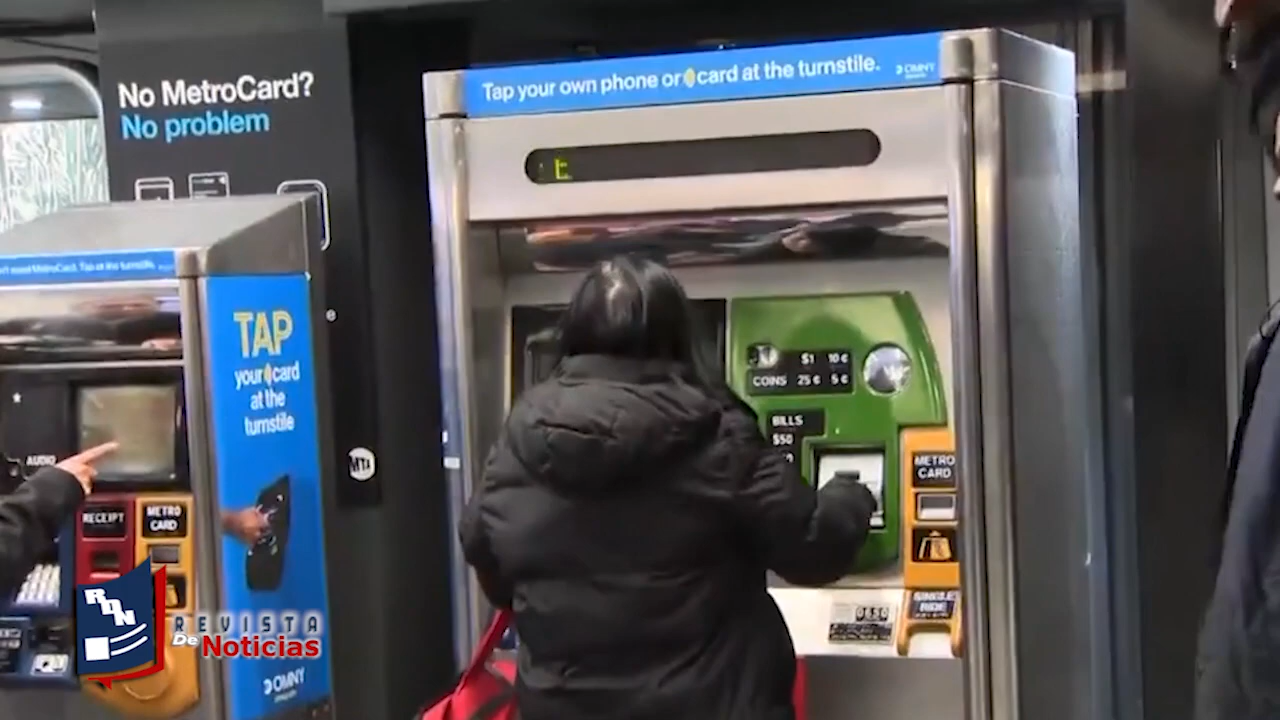 No MetroCard?
No problem
Tap your own phone or card at the turnstile.
OMNY
t
TAP
your card
at the
turnstile
AUDIO
RECEIPT
METRO
CARD
MTA
$1 10¢
COINS 25¢ 5¢
BILLS
$50
METRO
CARD
SINGLE
RIDE
0650
OMNY
RDN
REVISTA
De Noticias